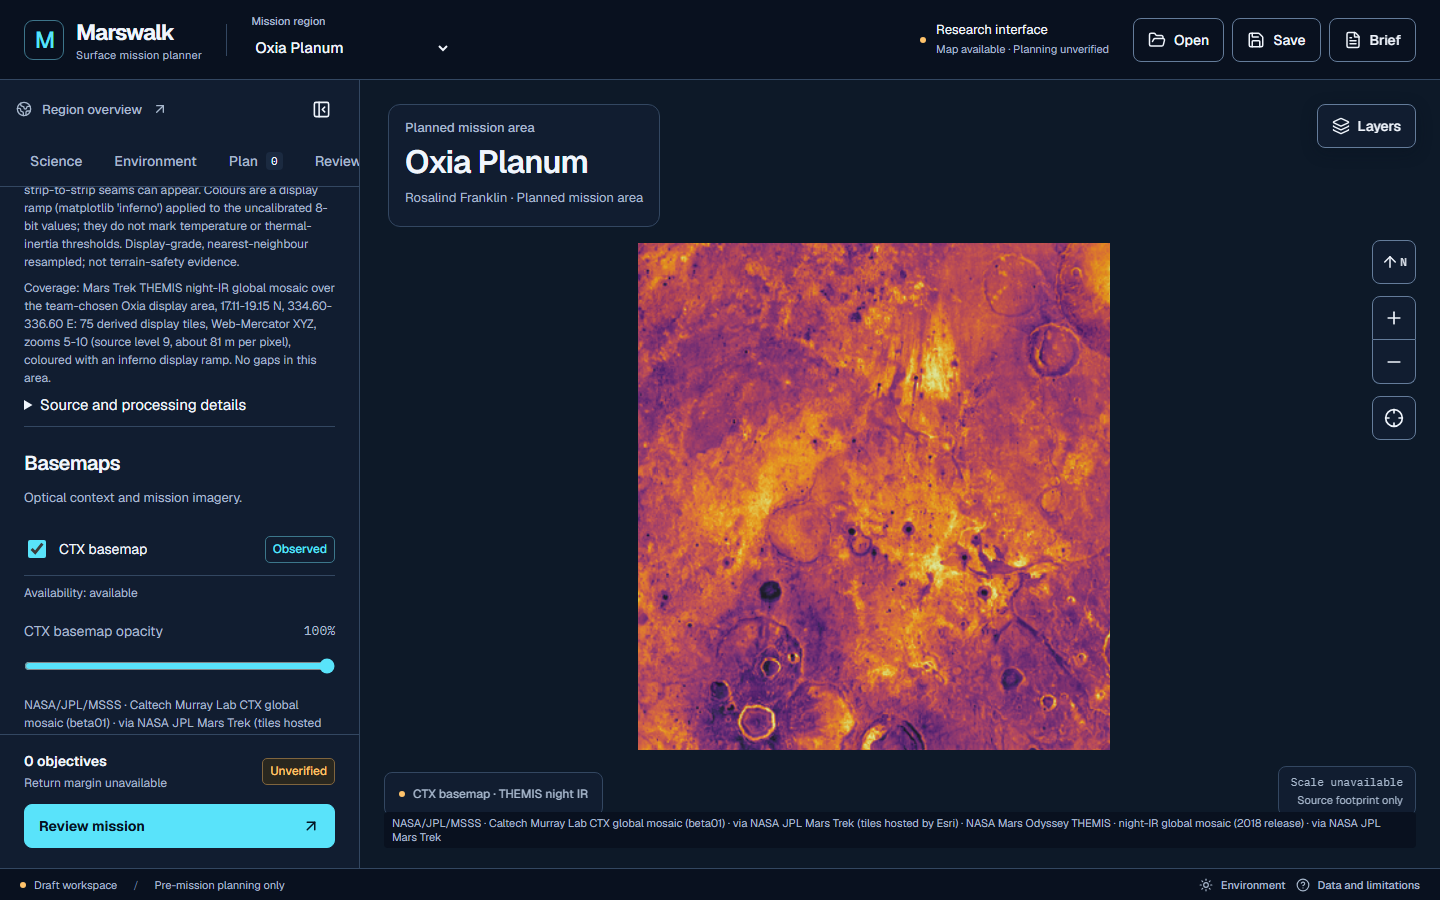 M
Marswalk
Surface mission planner
Mission region
Oxia Planum
Research interface
Map available · Planning unverified
Open
Save
Brief
Region overview
Science
Environment
Plan 0
Review
strip-to-strip seams can appear. Colours are a display
ramp (matplotlib 'inferno') applied to the uncalibrated 8-
bit values; they do not mark temperature or thermal-
inertia thresholds. Display-grade, nearest-neighbour
resampled; not terrain-safety evidence.
Coverage: Mars Trek THEMIS night-IR global mosaic over
the team-chosen Oxia display area, 17.11-19.15 N, 334.60-
336.60 E: 75 derived display tiles, Web-Mercator XYZ,
zooms 5-10 (source level 9, about 81 m per pixel),
coloured with an inferno display ramp. No gaps in this
area.
Source and processing details
Basemaps
Optical context and mission imagery.
CTX basemap
Observed
Availability: available
CTX basemap opacity
100%
NASA/JPL/MSSS · Caltech Murray Lab CTX global
mosaic (beta01) · via NASA JPL Mars Trek (tiles hosted
0 objectives
Return margin unavailable
Unverified
Review mission
Planned mission area
Oxia Planum
Rosalind Franklin · Planned mission area
Layers
N
CTX basemap · THEMIS night IR
Scale unavailable
Source footprint only
NASA/JPL/MSSS · Caltech Murray Lab CTX global mosaic (beta01) · via NASA JPL Mars Trek (tiles hosted by Esri) · NASA Mars Odyssey THEMIS · night-IR global mosaic (2018 release) · via NASA JPL
Mars Trek
Draft workspace
/
Pre-mission planning only
Environment
Data and limitations